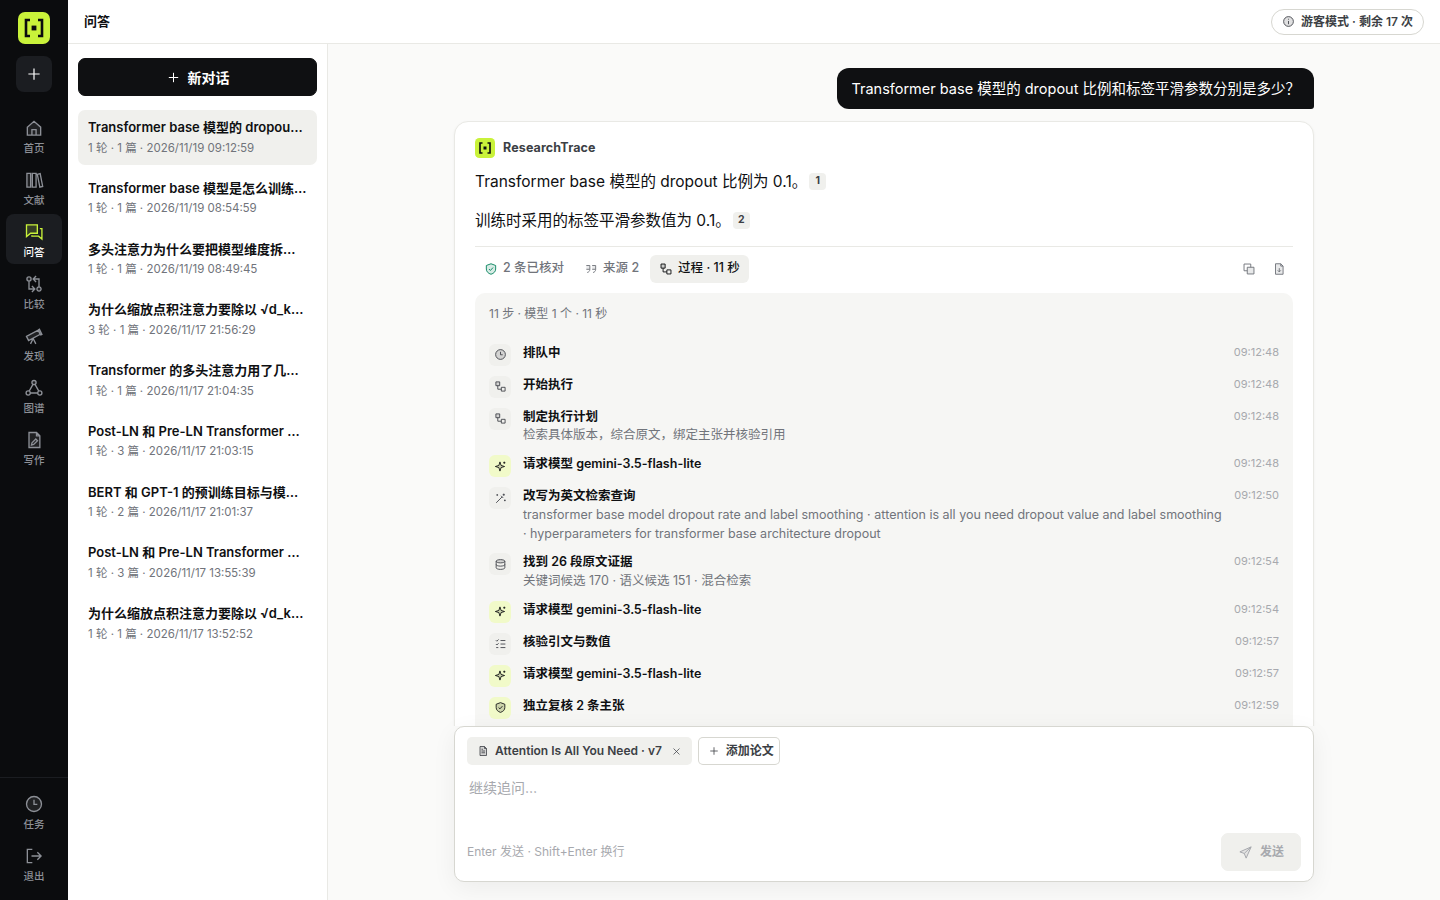 问答
游客模式 · 剩余 17 次
首页
文献
问答
比较
发现
图谱
写作
任务
退出
新对话
Transformer base 模型的 dropou...
1 轮 · 1 篇 · 2026/11/19 09:12:59
Transformer base 模型是怎么训练...
1 轮 · 1 篇 · 2026/11/19 08:54:59
多头注意力为什么要把模型维度拆...
1 轮 · 1 篇 · 2026/11/19 08:49:45
为什么缩放点积注意力要除以 √d_k...
3 轮 · 1 篇 · 2026/11/17 21:56:29
Transformer 的多头注意力用了几...
1 轮 · 1 篇 · 2026/11/17 21:04:35
Post-LN 和 Pre-LN Transformer ...
1 轮 · 3 篇 · 2026/11/17 21:03:15
BERT 和 GPT-1 的预训练目标与模...
1 轮 · 2 篇 · 2026/11/17 21:01:37
Post-LN 和 Pre-LN Transformer ...
1 轮 · 3 篇 · 2026/11/17 13:55:39
为什么缩放点积注意力要除以 √d_k...
1 轮 · 1 篇 · 2026/11/17 13:52:52
Transformer base 模型的 dropout 比例和标签平滑参数分别是多少？
ResearchTrace
Transformer base 模型的 dropout 比例为 0.1。 1
训练时采用的标签平滑参数值为 0.1。 2
2 条已核对 来源 2 过程 · 11 秒
11 步 · 模型 1 个 · 11 秒
排队中 09:12:48
开始执行 09:12:48
制定执行计划 09:12:48
检索具体版本，综合原文，绑定主张并核验引用
请求模型 gemini-3.5-flash-lite 09:12:48
改写为英文检索查询 09:12:50
transformer base model dropout rate and label smoothing · attention is all you need dropout value and label smoothing
· hyperparameters for transformer base architecture dropout
找到 26 段原文证据 09:12:54
关键词候选 170 · 语义候选 151 · 混合检索
请求模型 gemini-3.5-flash-lite 09:12:54
核验引文与数值 09:12:57
请求模型 gemini-3.5-flash-lite 09:12:57
独立复核 2 条主张 09:12:59
Attention Is All You Need · v7
添加论文
继续追问...
Enter 发送 · Shift+Enter 换行
发送